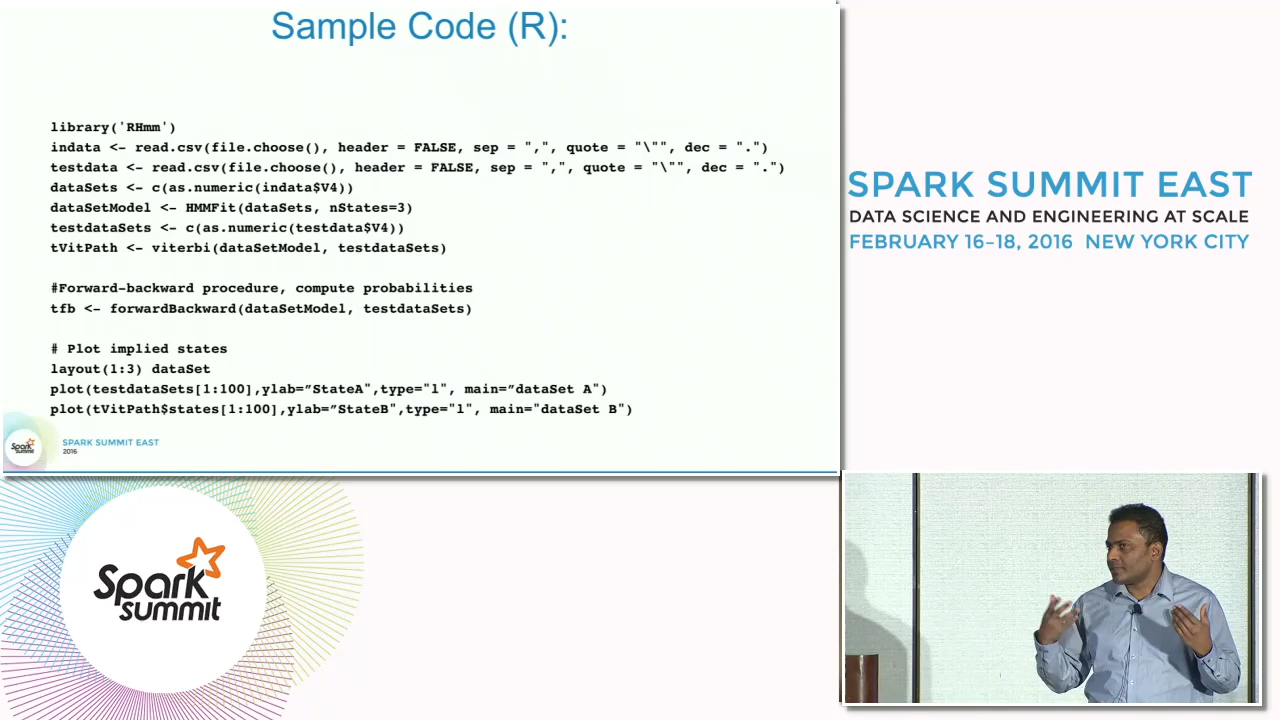 Sample Code (R):
library('RHmm')
indata <- read.csv(file.choose(), header = FALSE, sep = ",", quote = "\"", dec = ".")
testdata <- read.csv(file.choose(), header = FALSE, sep = ",", quote = "\"", dec = ".")
dataSets <- c(as.numeric(indata$V4))
dataSetModel <- HMMFit(dataSets, nStates=3)
testdataSets <- c(as.numeric(testdata$V4))
tVitPath <- viterbi(dataSetModel, testdataSets)
#Forward-backward procedure, compute probabilities
tfb <- forwardBackward(dataSetModel, testdataSets)
# Plot implied states
layout(1:3) dataSet
plot(testdataSets[1:100],ylab=”StateA",type="l", main=”dataSet A")
plot(tVitPath$states[1:100],ylab=”StateB",type="l", main="dataSet B")
Spark
Summit
SPARK SUMMIT EAST
2016
SPARK SUMMIT EAST
DATA SCIENCE AND ENGINEERING AT SCALE
FEBRUARY 16–18, 2016 NEW YORK CITY
Spark
summit